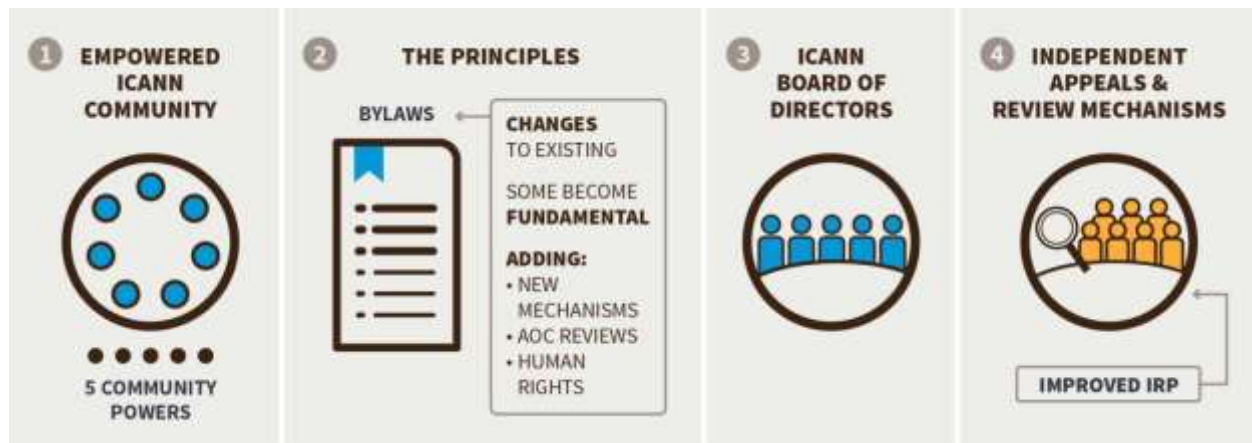 1
EMPOWERED
ICANN
COMMUNITY
5 COMMUNITY
POWERS
2
THE PRINCIPLES
BYLAWS
CHANGES
TO EXISTING
SOME BECOME
FUNDAMENTAL
ADDING:
• NEW
MECHANISMS
• AOC REVIEWS
• HUMAN
RIGHTS
3
ICANN
BOARD OF
DIRECTORS
4
INDEPENDENT
APPEALS &
REVIEW MECHANISMS
IMPROVED IRP